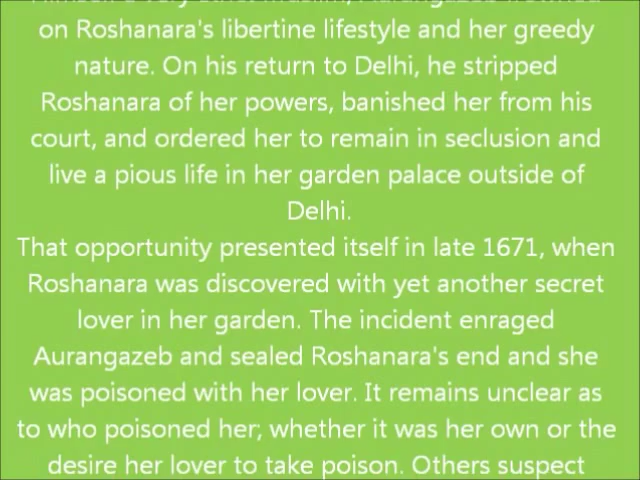 on Roshanara's libertine lifestyle and her greedy
nature. On his return to Delhi, he stripped
Roshanara of her powers, banished her from his
court, and ordered her to remain in seclusion and
live a pious life in her garden palace outside of
Delhi.
That opportunity presented itself in late 1671, when
Roshanara was discovered with yet another secret
lover in her garden. The incident enraged
Aurangazeb and sealed Roshanara's end and she
was poisoned with her lover. It remains unclear as
to who poisoned her; whether it was her own or the
desire her lover to take poison. Others suspect